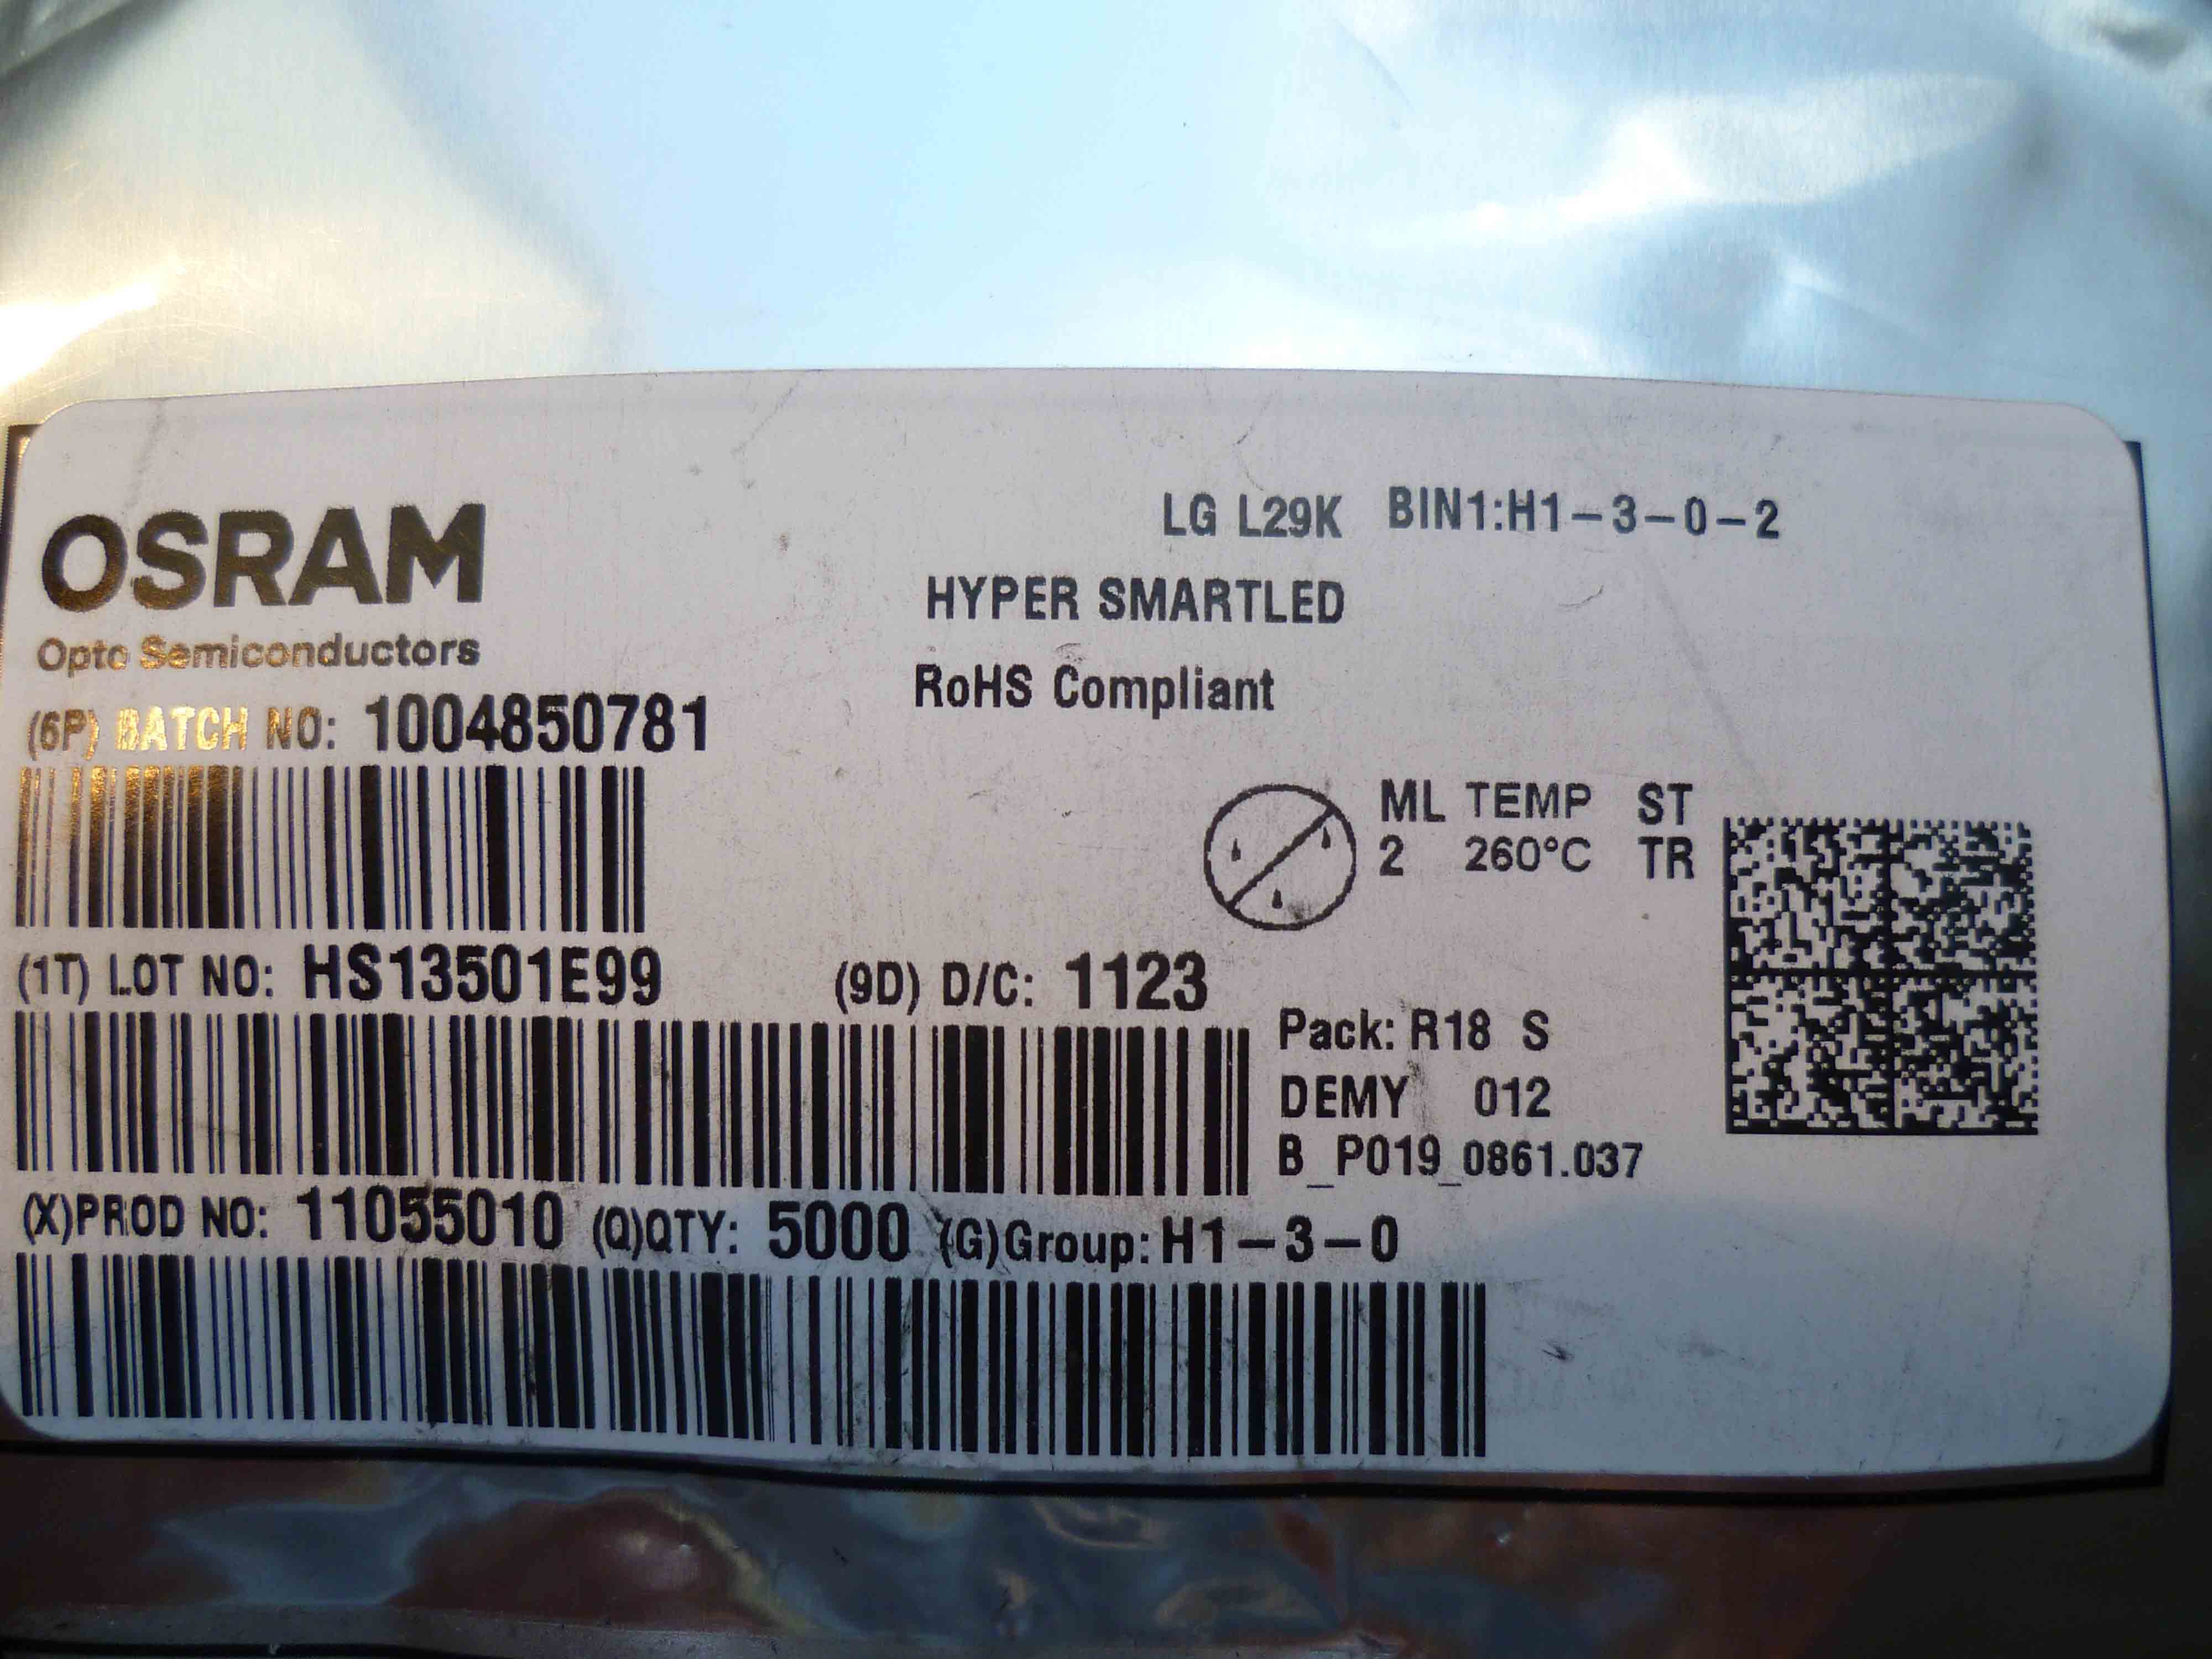 OSRAM
Opto Semiconductors
LG L29K BIN1:H1-3-0-2
HYPER SMARTLED
RoHS Compliant
(6P) BATCH NO: 1004850781
ML TEMP ST
2 260°C TR
(1T) LOT NO: HS13501E99 (9D) D/C: 1123
Pack: R18 S
DEMY 012
B_P019_0861.037
(X)PROD NO: 11055010 (Q)QTY: 5000 (G)Group: H1-3-0